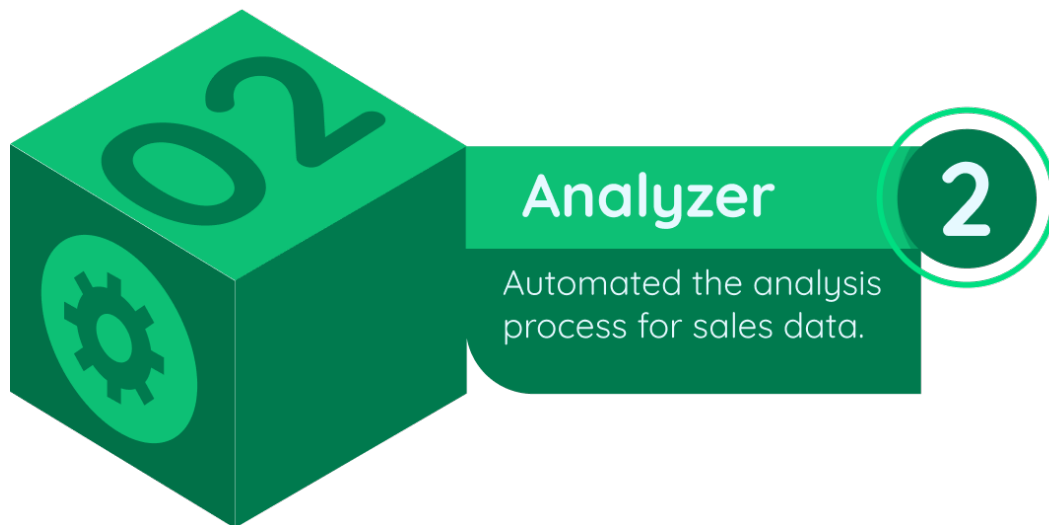 02
Analyzer
2
Automated the analysis
process for sales data.